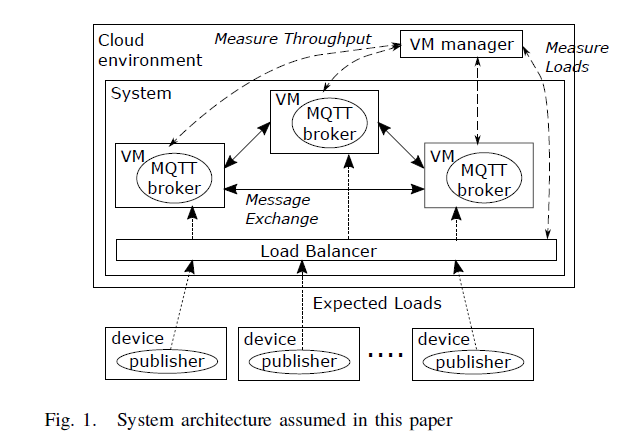 Cloud
environment
Measure Throughput
VM manager
Measure
Loads
System
VM
MQTT
broker
VM
MQTT
broker
VM
MQTT
broker
Message
Exchange
Load Balancer
Expected Loads
device
publisher
device
publisher
....
device
publisher
Fig. 1. System architecture assumed in this paper